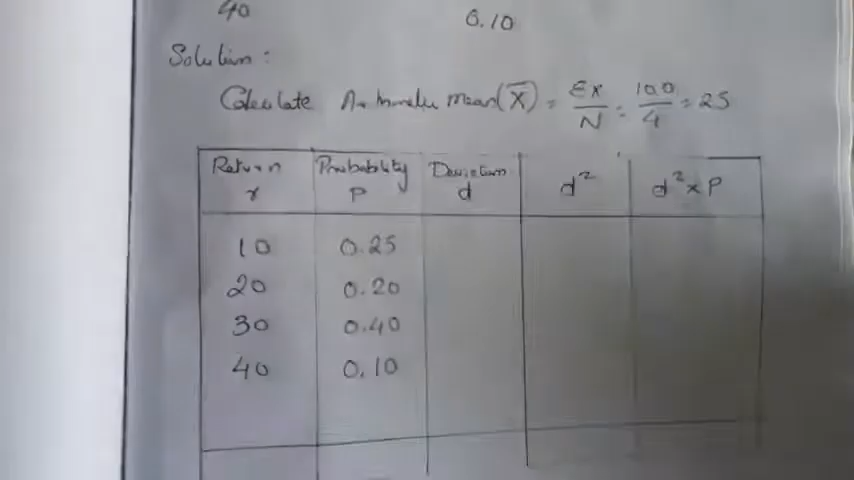 40 0.10
Solution :
Calculate Arithmetic mean (X̄) = Σx/N = 100/4 = 25
Return x Probability P Deviation d d² d² x P
10 0.25
20 0.20
30 0.40
40 0.10